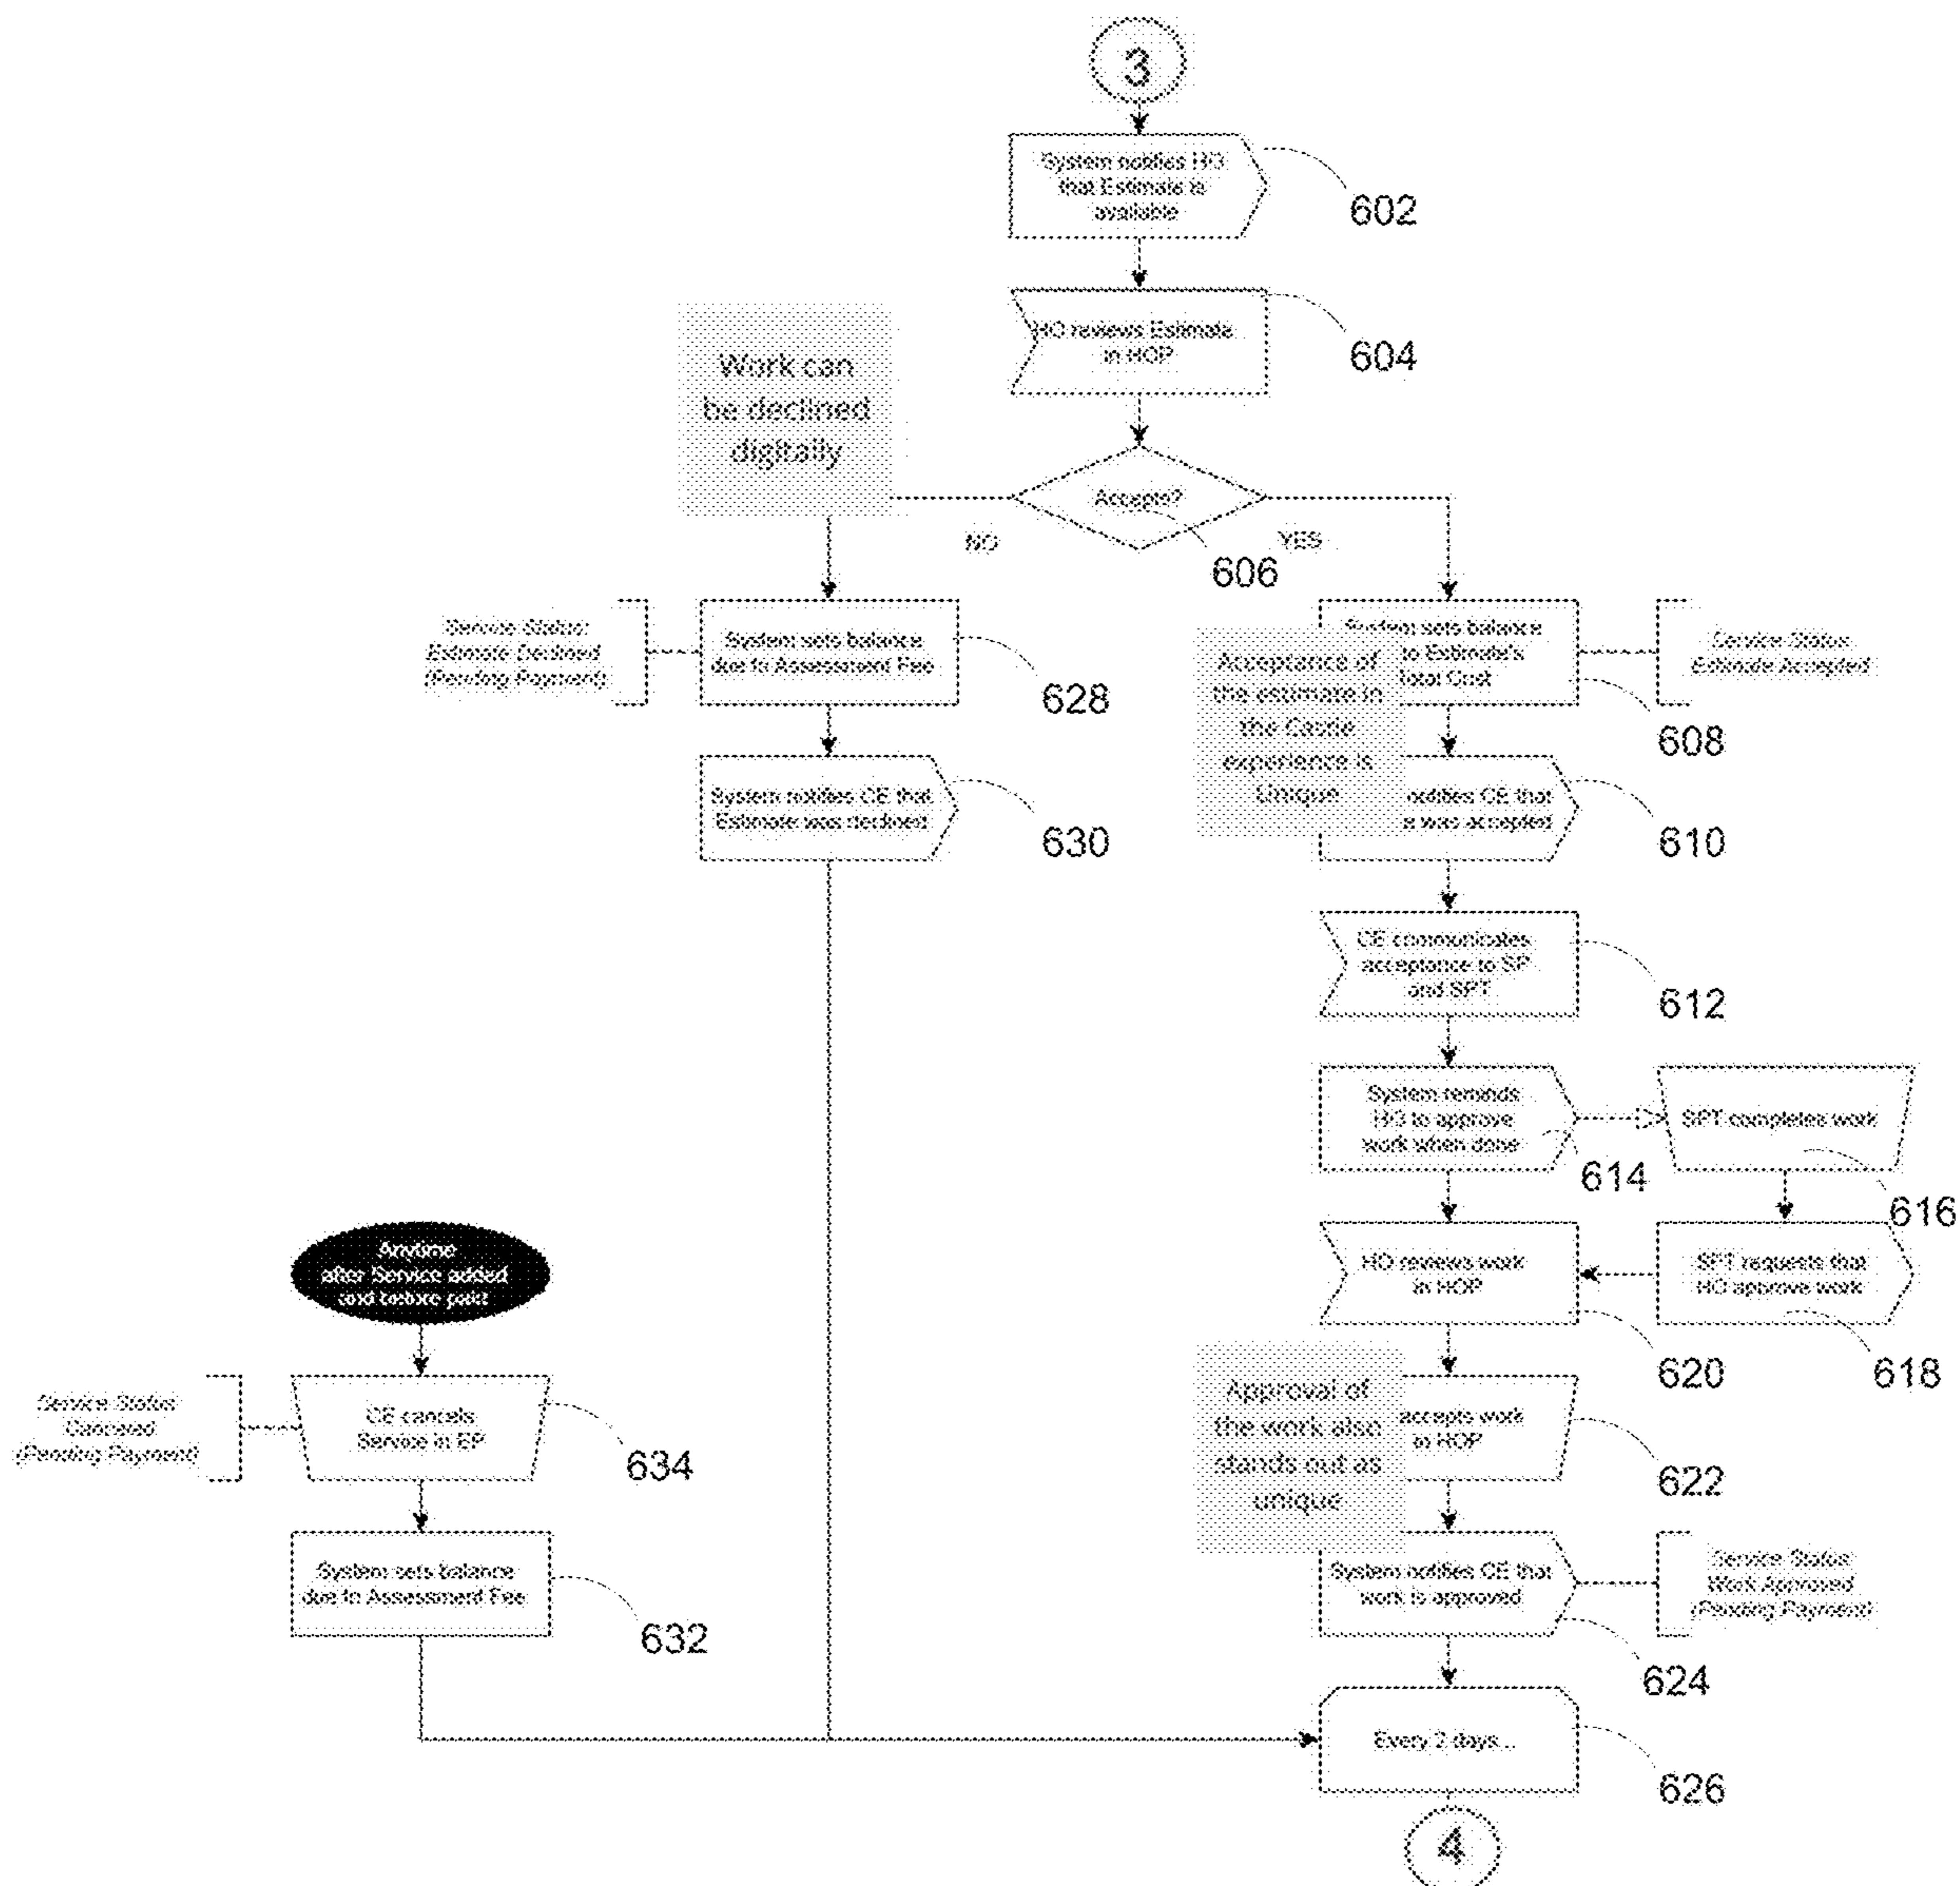 3
System notifies HO
that Estimate is
available
602
HO reviews Estimate
in HOP
604
Work can
be declined
digitally
Accepts?
606
NO
YES
Service Status:
Estimate Declined
(Pending Payment)
System sets balance
due to Assessment Fee
628
System sets balance
to Estimate's
Total Cost
608
Service Status:
Estimate Accepted
Acceptance of
the estimate in
the Castle
experience is
Unique
System notifies CE that
Estimate was declined
630
notifies CE that
was accepted
610
CE communicates
acceptance to SP
and SPT
612
System reminds
HO to approve
work when done
614
SPT completes work
616
Anytime
after Service added
and before paid
HO reviews work
in HOP
620
SPT requests that
HO approve work
618
Service Status:
Canceled
(Pending Payment)
CE cancels
Service in EP
634
Approval of
the work also
stands out as
unique
accepts work
in HOP
622
System sets balance
due to Assessment Fee
632
System notifies CE that
work is approved
624
Service Status:
Work Approved
(Pending Payment)
Every 2 days...
626
4